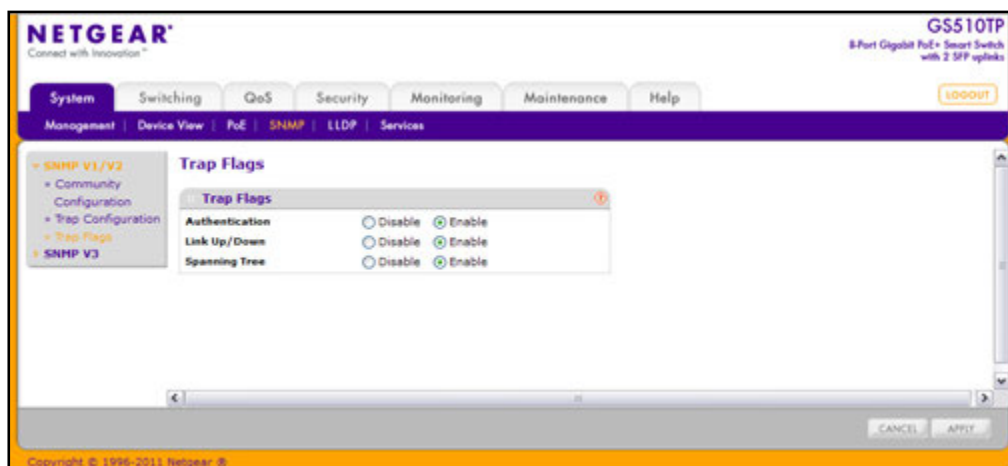 NETGEAR®
Connect with Innovation™
GS510TP
8-Port Gigabit PoE+ Smart Switch
with 2 SFP uplinks
System Switching QoS Security Monitoring Maintenance Help
LOGOUT
Management | Device View | PoE | SNMP | LLDP | Services
SNMP V1/V2
Community
Configuration
Trap Configuration
Trap Flags
SNMP V3
Trap Flags
Trap Flags
Authentication Disable Enable
Link Up/Down Disable Enable
Spanning Tree Disable Enable
CANCEL APPLY
Copyright © 1996-2011 Netgear ®